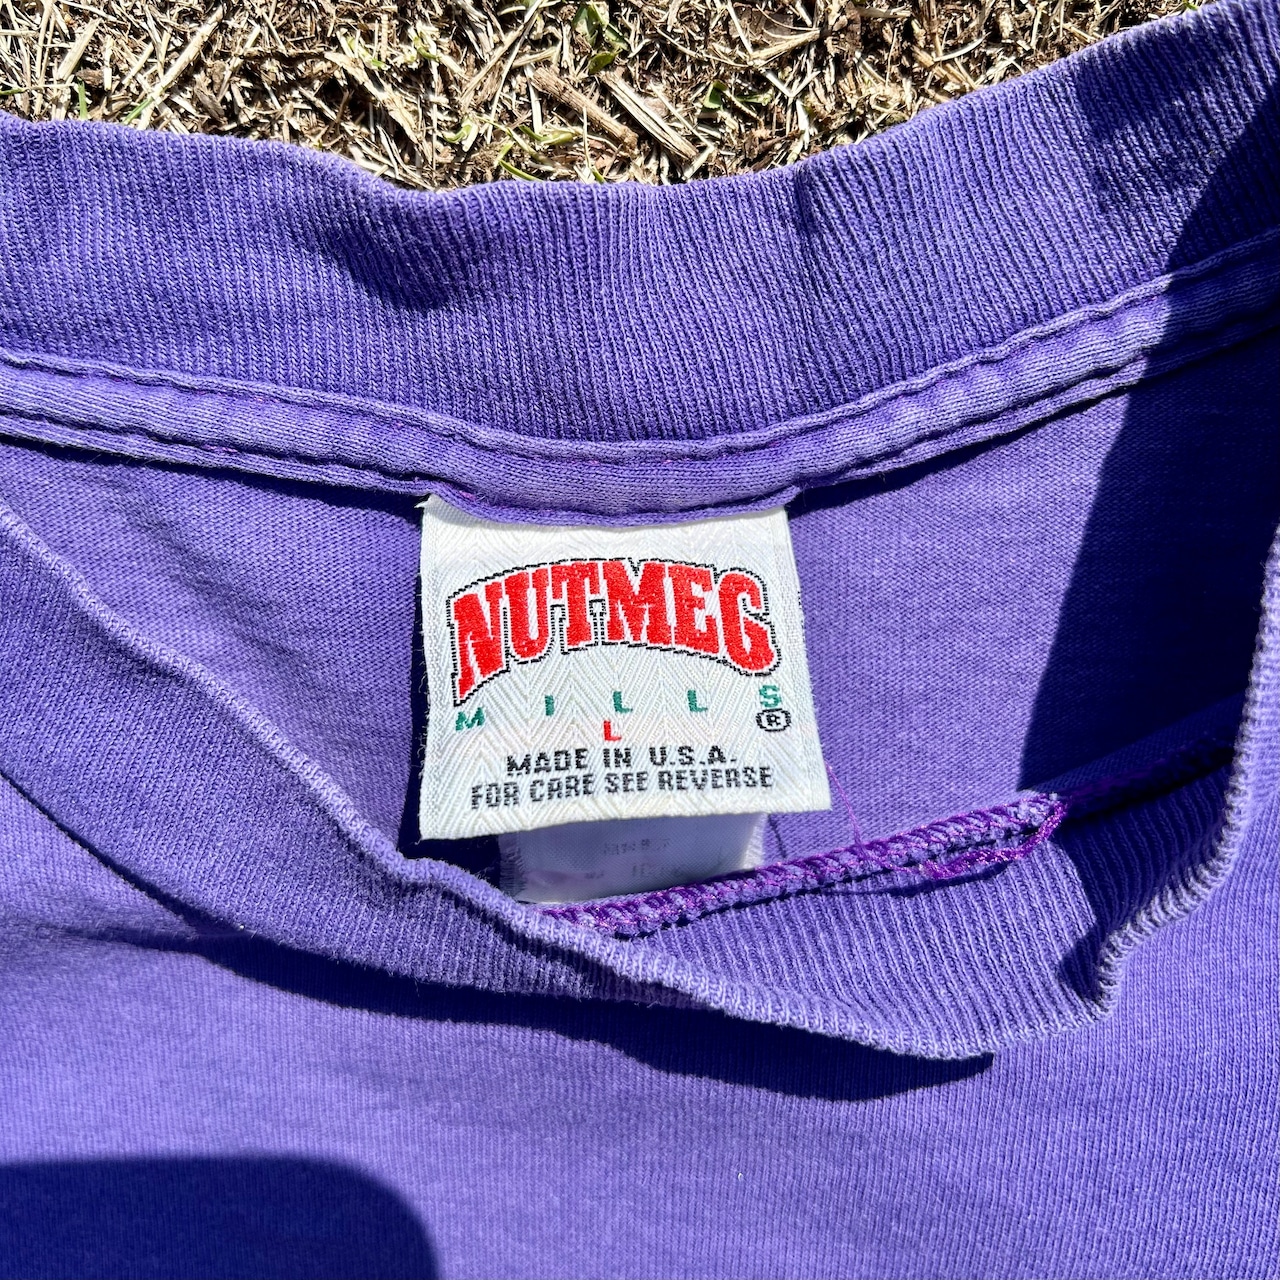 NUTMEG
MILLS
®
L
MADE IN U.S.A.
FOR CARE SEE REVERSE